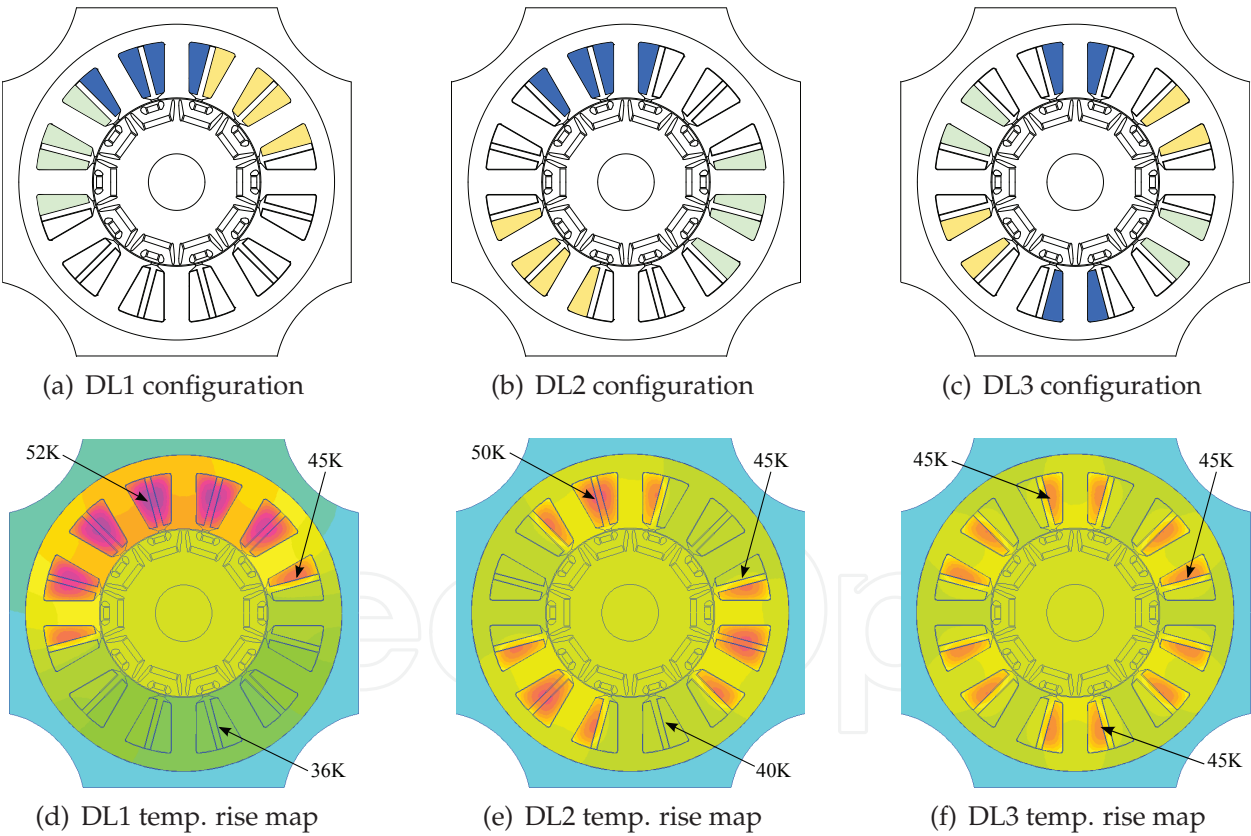 (a) DL1 configuration
(b) DL2 configuration
(c) DL3 configuration
52K
45K
36K
50K
45K
40K
45K
45K
45K
(d) DL1 temp. rise map
(e) DL2 temp. rise map
(f) DL3 temp. rise map